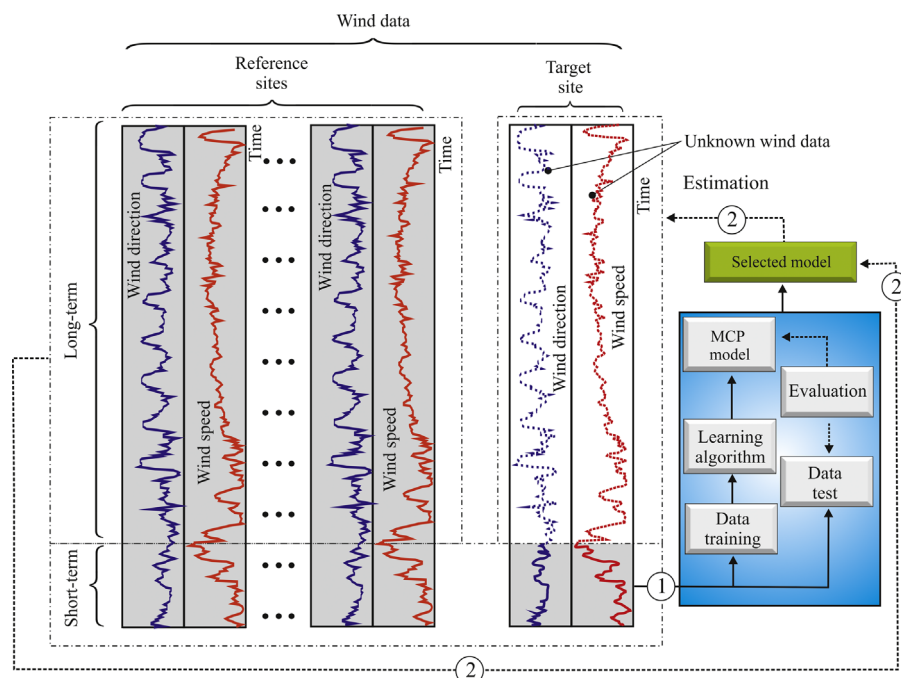 Wind data
Reference
sites
Target
site
Time
Time
Time
Unknown wind data
Estimation
Long-term
Wind direction
Wind speed
Wind direction
Wind speed
Wind direction
Wind speed
2
Selected model
2
MCP
model
Evaluation
Learning
algorithm
Data
test
Data
training
Short-term
1
2